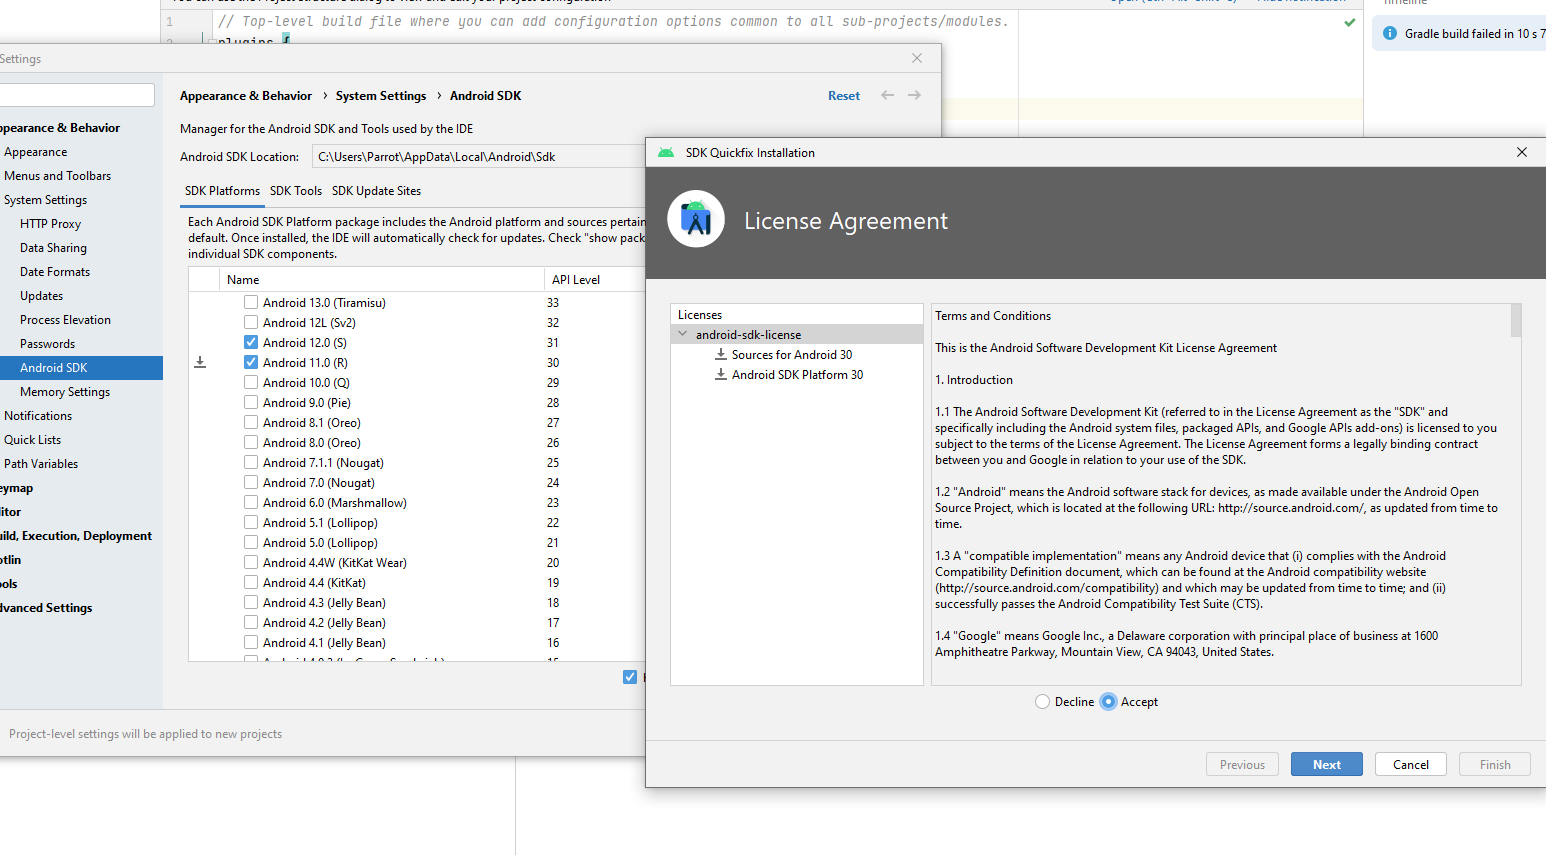 1
// Top-level build file where you can add configuration options common to all sub-projects/modules.
plugins {
Timeline
Gradle build failed in 10 s 7
Settings
Appearance & Behavior › System Settings › Android SDK
Reset
Manager for the Android SDK and Tools used by the IDE
Android SDK Location: C:\Users\Parrot\AppData\Local\Android\Sdk
SDK Platforms SDK Tools SDK Update Sites
Each Android SDK Platform package includes the Android platform and sources pertain
default. Once installed, the IDE will automatically check for updates. Check "show pack
individual SDK components.
Name API Level
Android 13.0 (Tiramisu) 33
Android 12L (Sv2) 32
Android 12.0 (S) 31
Android 11.0 (R) 30
Android 10.0 (Q) 29
Android 9.0 (Pie) 28
Android 8.1 (Oreo) 27
Android 8.0 (Oreo) 26
Android 7.1.1 (Nougat) 25
Android 7.0 (Nougat) 24
Android 6.0 (Marshmallow) 23
Android 5.1 (Lollipop) 22
Android 5.0 (Lollipop) 21
Android 4.4W (KitKat Wear) 20
Android 4.4 (KitKat) 19
Android 4.3 (Jelly Bean) 18
Android 4.2 (Jelly Bean) 17
Android 4.1 (Jelly Bean) 16
ppearance & Behavior
Appearance
Menus and Toolbars
System Settings
HTTP Proxy
Data Sharing
Date Formats
Updates
Process Elevation
Passwords
Android SDK
Memory Settings
Notifications
Quick Lists
Path Variables
eymap
itor
uild, Execution, Deployment
otlin
ools
dvanced Settings
Project-level settings will be applied to new projects
SDK Quickfix Installation
License Agreement
Licenses
android-sdk-license
Sources for Android 30
Android SDK Platform 30
Terms and Conditions
This is the Android Software Development Kit License Agreement
1. Introduction
1.1 The Android Software Development Kit (referred to in the License Agreement as the "SDK" and
specifically including the Android system files, packaged APIs, and Google APIs add-ons) is licensed to you
subject to the terms of the License Agreement. The License Agreement forms a legally binding contract
between you and Google in relation to your use of the SDK.
1.2 "Android" means the Android software stack for devices, as made available under the Android Open
Source Project, which is located at the following URL: http://source.android.com/, as updated from time to
time.
1.3 A "compatible implementation" means any Android device that (i) complies with the Android
Compatibility Definition document, which can be found at the Android compatibility website
(http://source.android.com/compatibility) and which may be updated from time to time; and (ii)
successfully passes the Android Compatibility Test Suite (CTS).
1.4 "Google" means Google Inc., a Delaware corporation with principal place of business at 1600
Amphitheatre Parkway, Mountain View, CA 94043, United States.
Decline Accept
Previous Next Cancel Finish